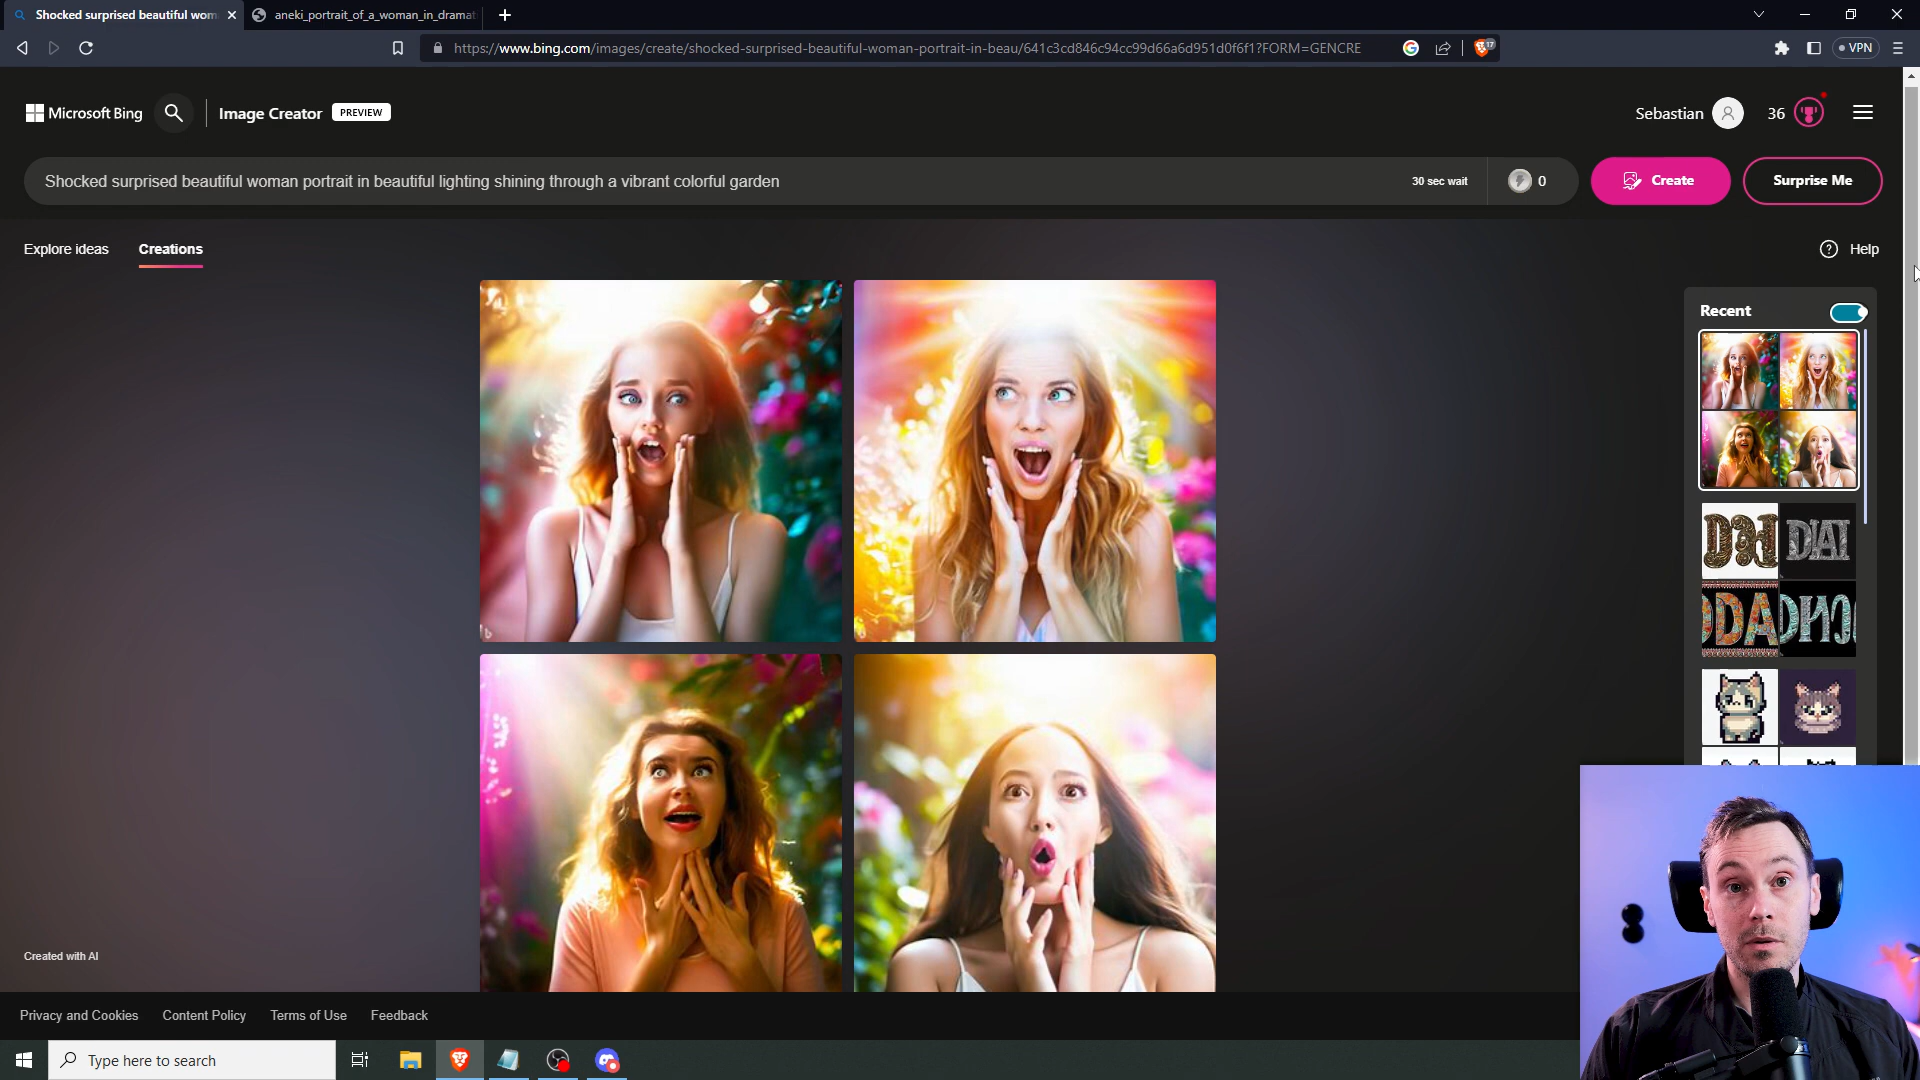 Shocked surprised beautiful wom
aneki_portrait_of_a_woman_in_dramat
https://www.bing.com/images/create/shocked-surprised-beautiful-woman-portrait-in-beau/641c3cd846c94cc99d66a6d951d0f6f1?FORM=GENCRE
17
VPN
Microsoft Bing
Image Creator
PREVIEW
Sebastian
36
Shocked surprised beautiful woman portrait in beautiful lighting shining through a vibrant colorful garden
30 sec wait
0
Create
Surprise Me
Explore ideas
Creations
Help
Recent
Created with AI
Privacy and Cookies
Content Policy
Terms of Use
Feedback
Type here to search